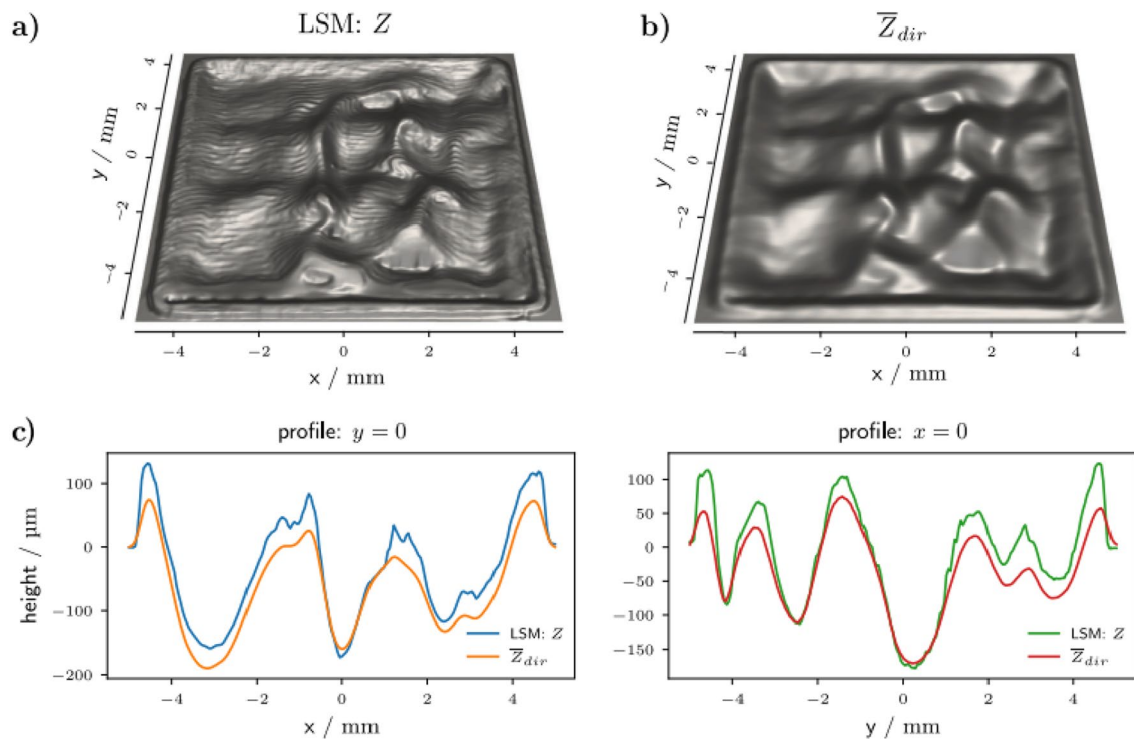 a)
LSM: Z
y / mm
4
2
0
−2
−4
−4
−2
0
2
4
x / mm
b)
Z̅dir
y / mm
4
2
0
−2
−4
−4
−2
0
2
4
x / mm
c)
profile: y = 0
height / µm
100
0
−100
−200
LSM: Z
Z̅dir
−4
−2
0
2
4
x / mm
profile: x = 0
100
50
0
−50
−100
−150
LSM: Z
Z̅dir
−4
−2
0
2
4
y / mm